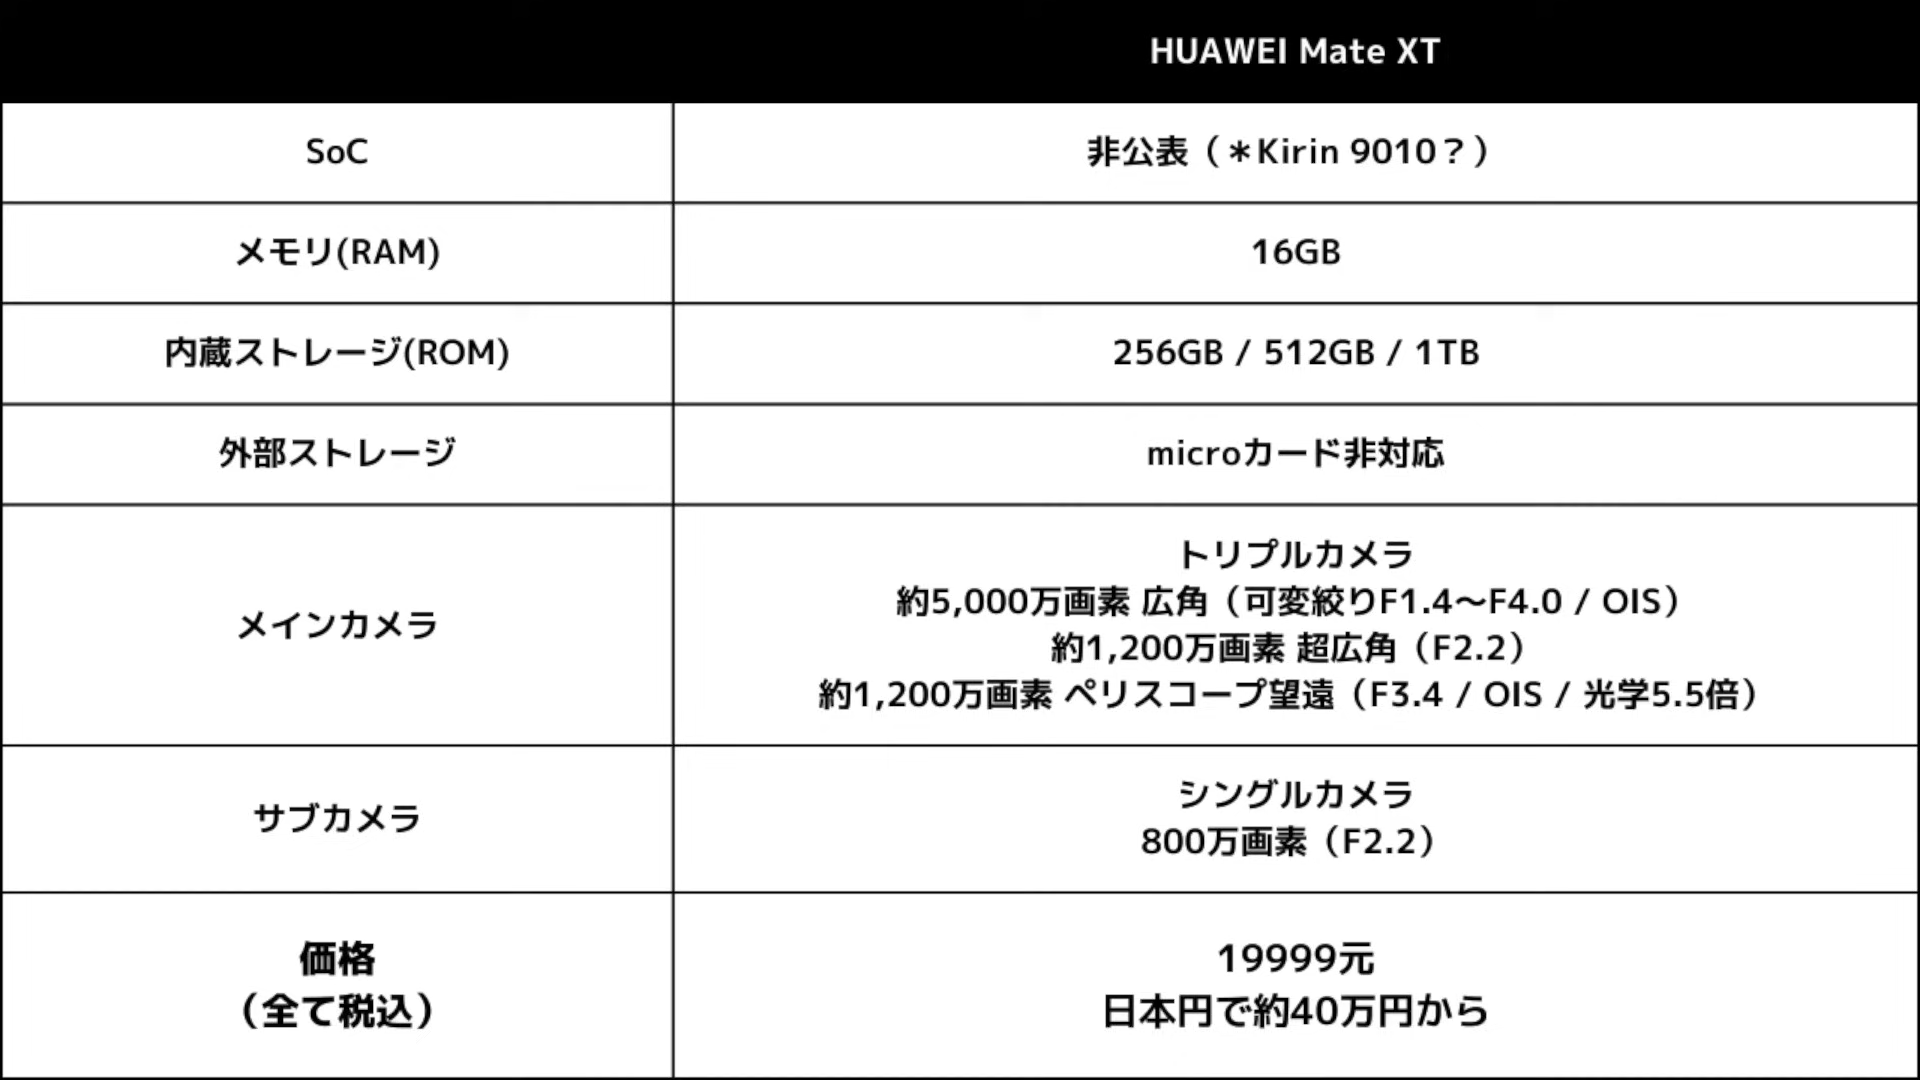 HUAWEI Mate XT
SoC
非公表（＊Kirin 9010？）
メモリ(RAM)
16GB
内蔵ストレージ(ROM)
256GB / 512GB / 1TB
外部ストレージ
microカード非対応
メインカメラ
トリプルカメラ
約5,000万画素 広角（可変絞りF1.4〜F4.0 / OIS）
約1,200万画素 超広角（F2.2）
約1,200万画素 ペリスコープ望遠（F3.4 / OIS / 光学5.5倍）
サブカメラ
シングルカメラ
800万画素（F2.2）
価格
（全て税込）
19999元
日本円で約40万円から